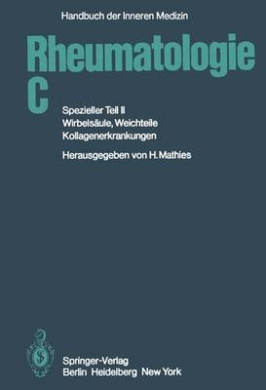 Handbuch der Inneren Medizin
Rheumatologie
C
Spezieller Teil II
Wirbelsäule, Weichteile
Kollagenerkrankungen
Herausgegeben von H. Mathies
Springer-Verlag
Berlin Heidelberg New York